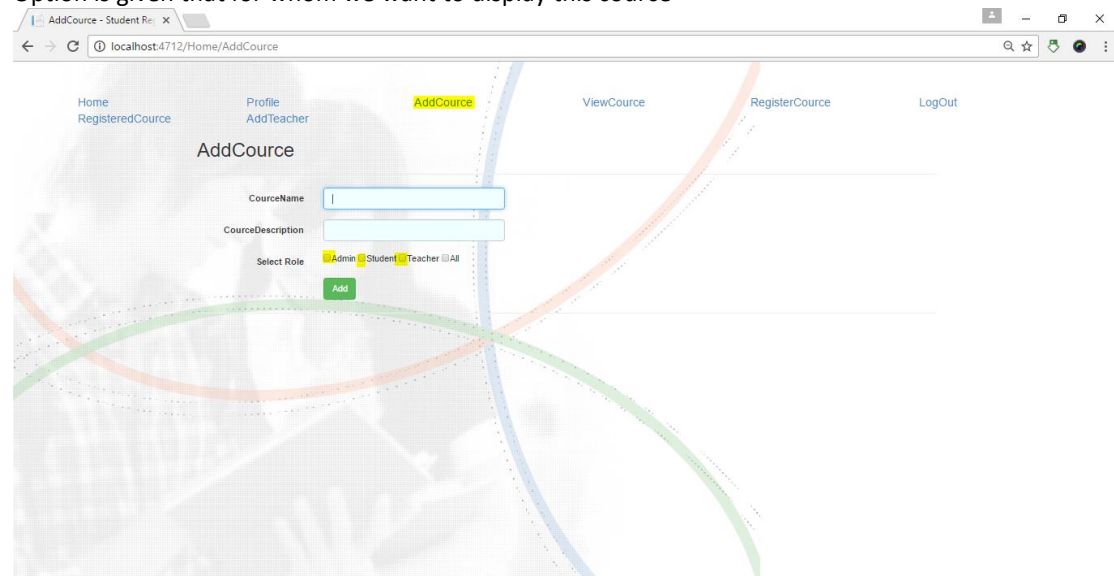 Option is given that for whom we want to display this cource
AddCource - Student Re
localhost:4712/Home/AddCource
Home Profile AddCource ViewCource RegisterCource LogOut
RegisteredCource AddTeacher
AddCource
CourceName
CourceDescription
Select Role Admin Student Teacher All
Add